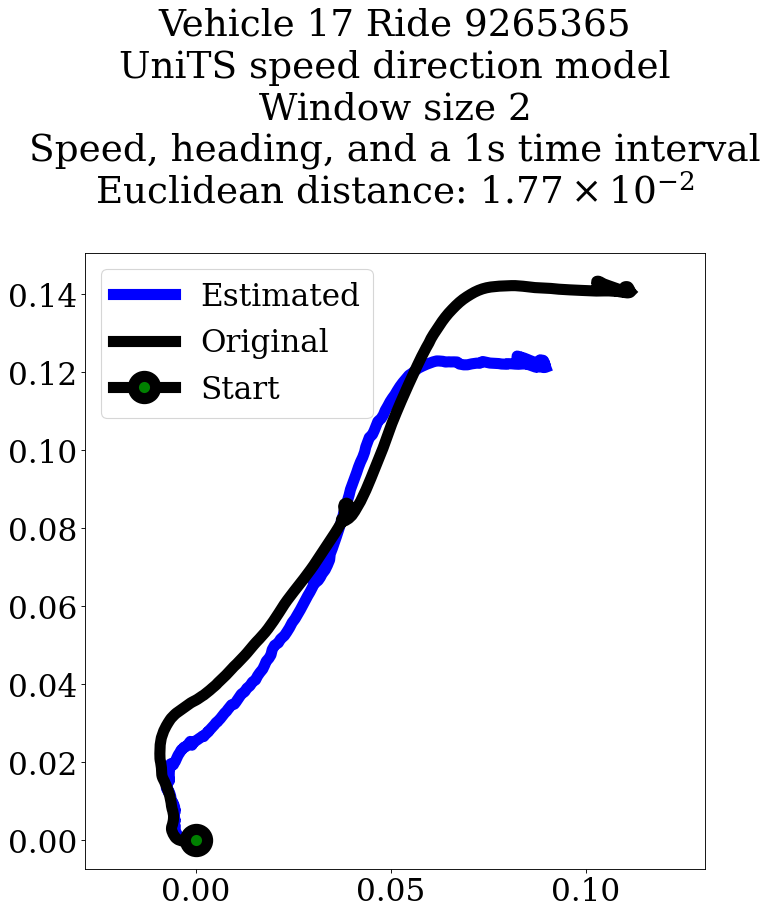 Vehicle 17 Ride 9265365
UniTS speed direction model
Window size 2
Speed, heading, and a 1s time interval
Euclidean distance: 1.77 × 10⁻²
Estimated
Original
Start
0.14
0.12
0.10
0.08
0.06
0.04
0.02
0.00
0.00 0.05 0.10